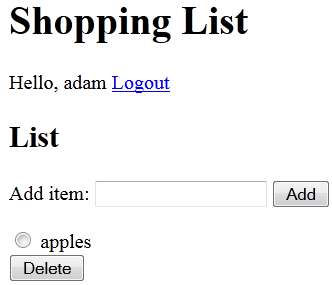 Shopping List
Hello, adam Logout
List
Add item: Add
apples
Delete